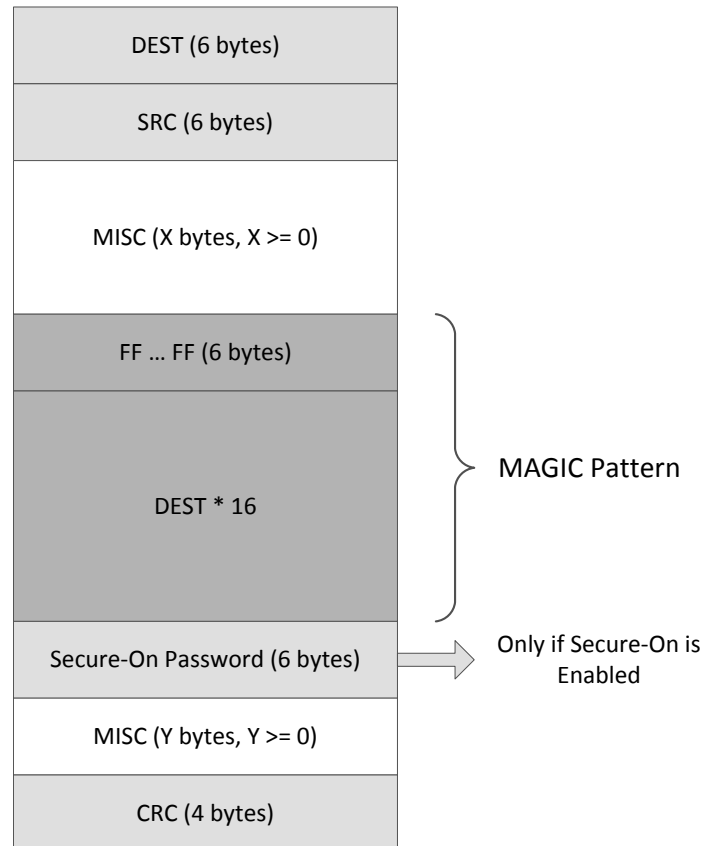 DEST (6 bytes)
SRC (6 bytes)
MISC (X bytes, X >= 0)
FF ... FF (6 bytes)
MAGIC Pattern
DEST * 16
Secure-On Password (6 bytes)
Only if Secure-On is
Enabled
MISC (Y bytes, Y >= 0)
CRC (4 bytes)